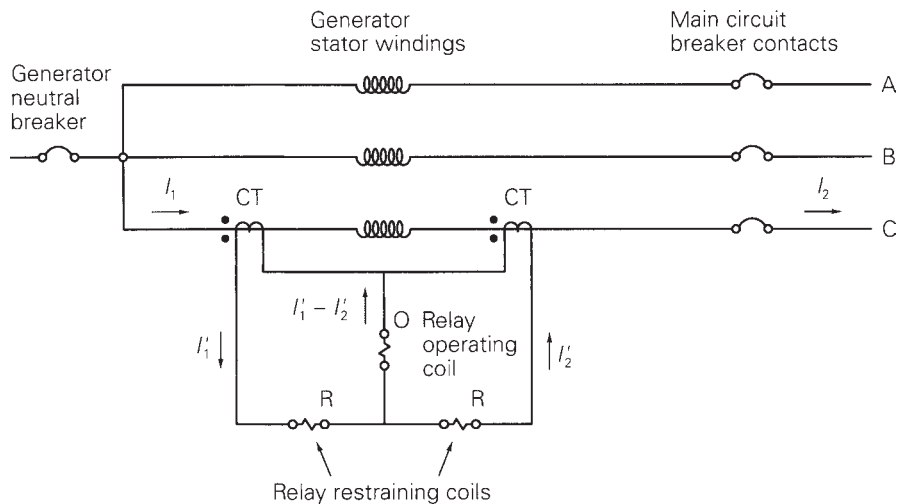 Generator
stator windings
Main circuit
breaker contacts
Generator
neutral
breaker
A
B
I₁
CT
CT
I₂
C
I′₁ – I′₂
O Relay
operating
coil
I′₁
I′₂
R
R
Relay restraining coils